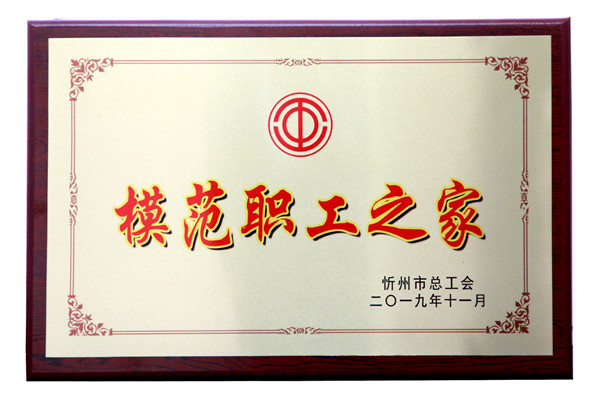 模范职工之家
忻州市总工会
二〇一九年十一月